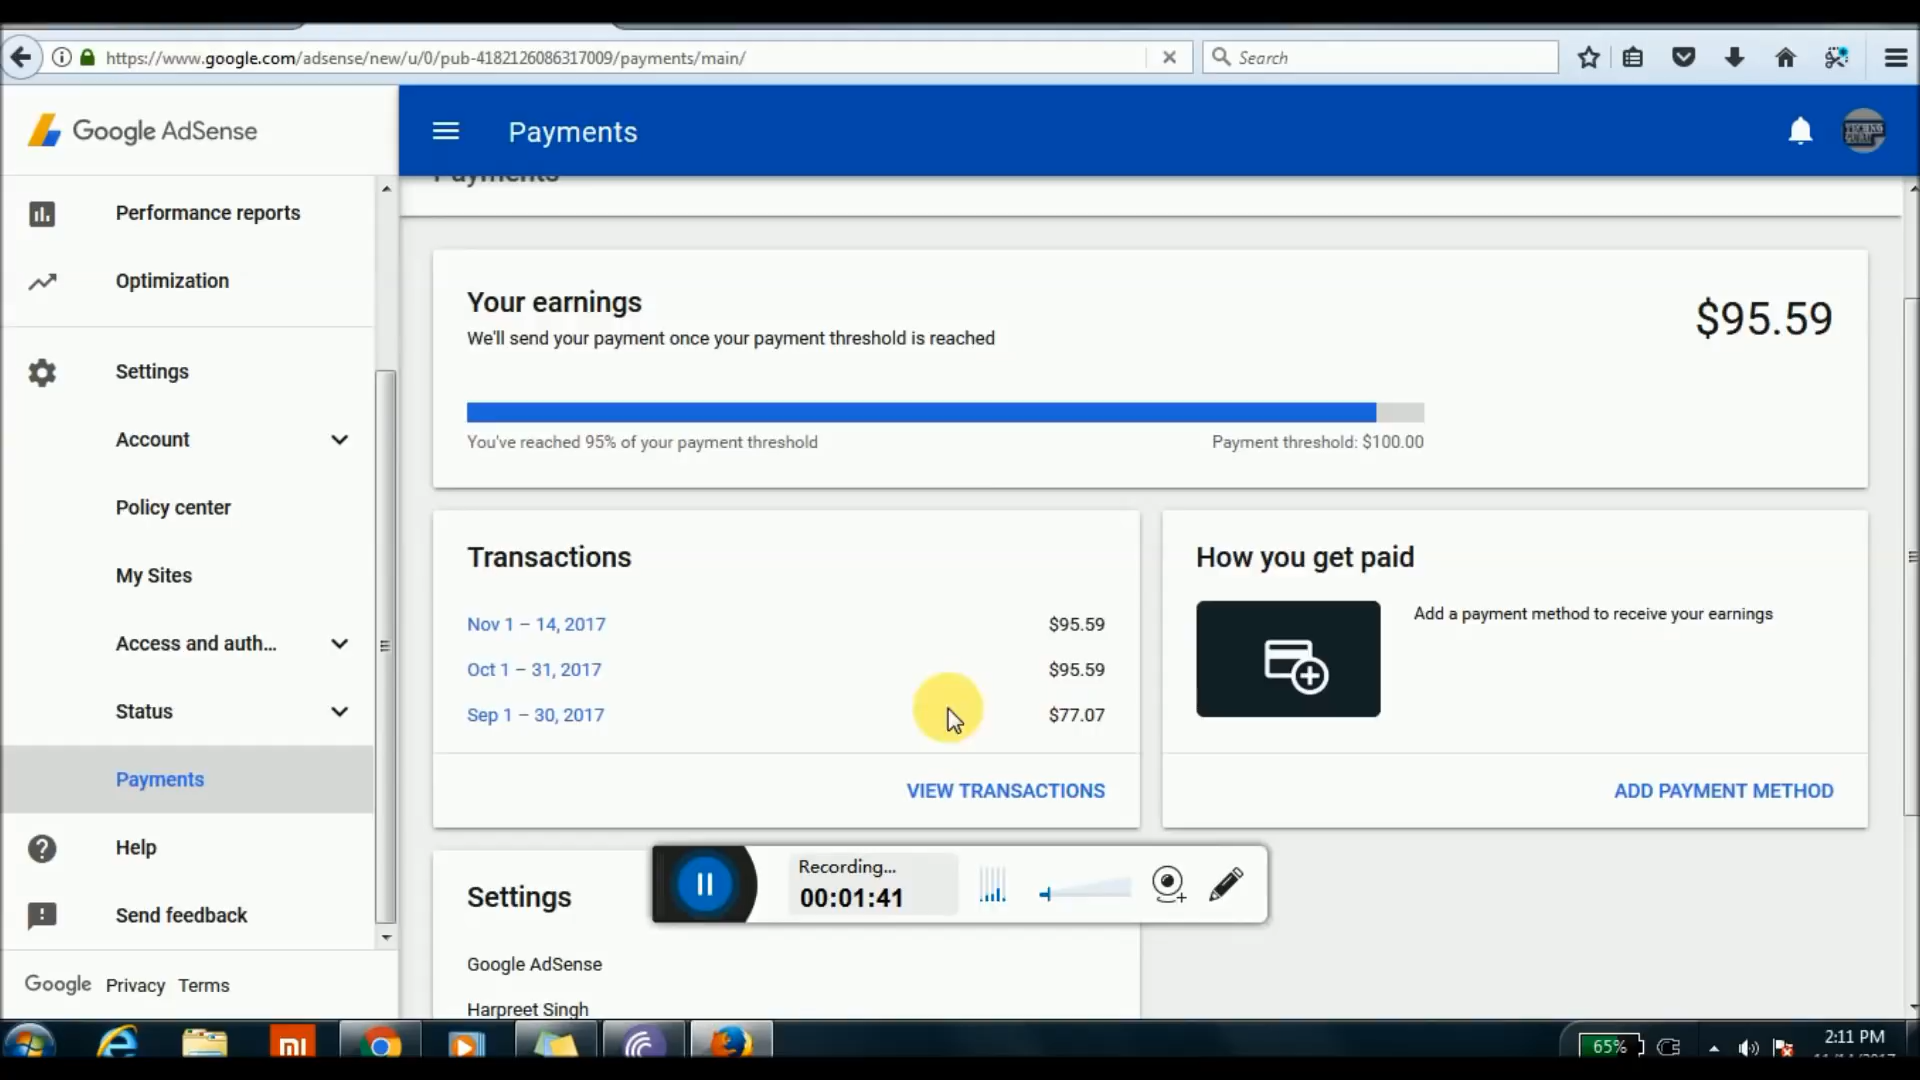 https://www.google.com/adsense/new/u/0/pub-4182126086317009/payments/main/
Search
Google AdSense
Payments
Payments
Performance reports
Optimization
Settings
Account
Policy center
My Sites
Access and auth...
Status
Payments
Help
Send feedback
Google Privacy Terms
Your earnings
$95.59
We'll send your payment once your payment threshold is reached
You've reached 95% of your payment threshold
Payment threshold: $100.00
Transactions
Nov 1 – 14, 2017 $95.59
Oct 1 – 31, 2017 $95.59
Sep 1 – 30, 2017 $77.07
VIEW TRANSACTIONS
How you get paid
Add a payment method to receive your earnings
ADD PAYMENT METHOD
Settings
Google AdSense
Harpreet Singh
Recording...
00:01:41
65%
2:11 PM